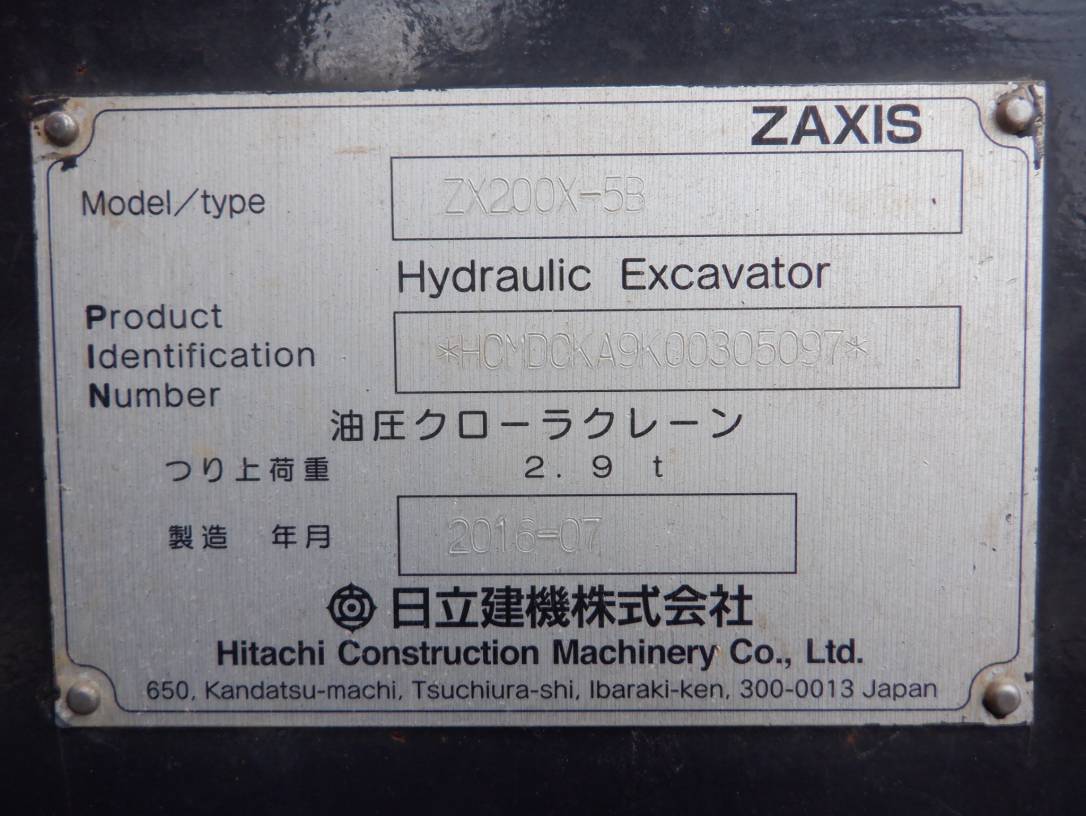 ZAXIS
Model/type ZX200X-5B
Hydraulic Excavator
Product
Identification *HCMDCKA9K00305097*
Number
油圧クローラクレーン
つり上荷重 2.9 t
製造 年月 2016-07
日立建機株式会社
Hitachi Construction Machinery Co., Ltd.
650, Kandatsu-machi, Tsuchiura-shi, Ibaraki-ken, 300-0013 Japan